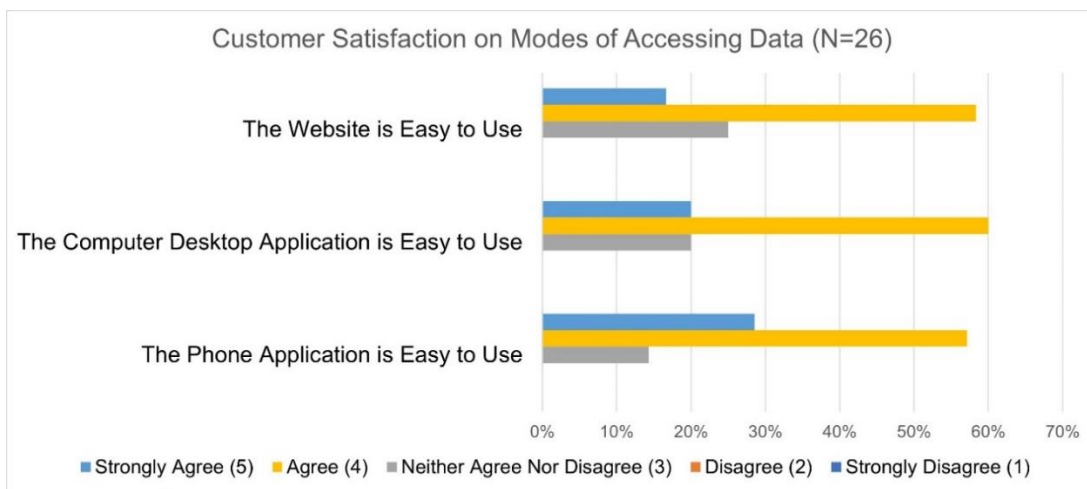 Customer Satisfaction on Modes of Accessing Data (N=26)
The Website is Easy to Use
The Computer Desktop Application is Easy to Use
The Phone Application is Easy to Use
0% 10% 20% 30% 40% 50% 60% 70%
Strongly Agree (5) Agree (4) Neither Agree Nor Disagree (3) Disagree (2) Strongly Disagree (1)